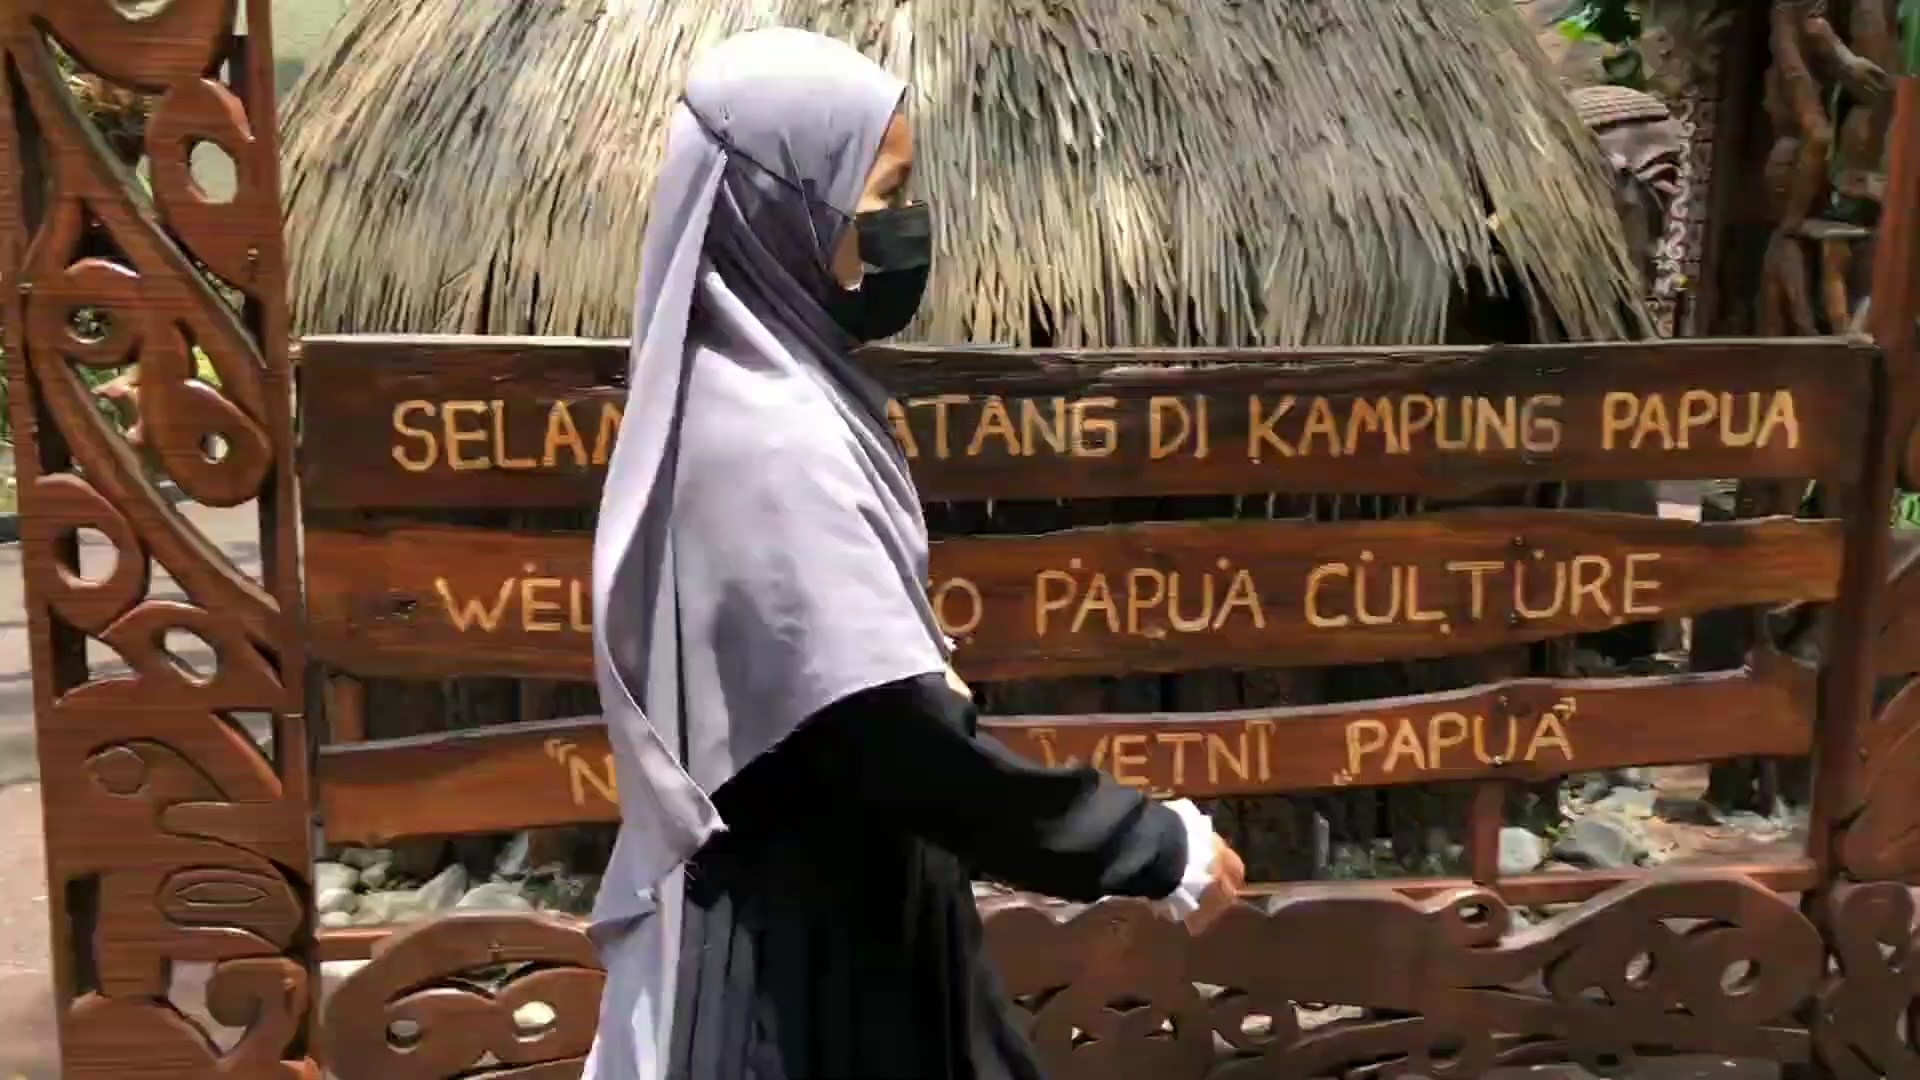 SELAM ATANG DI KAMPUNG PAPUA
WEL O PAPUA CULTURE
"N WETNI „PAPUA"